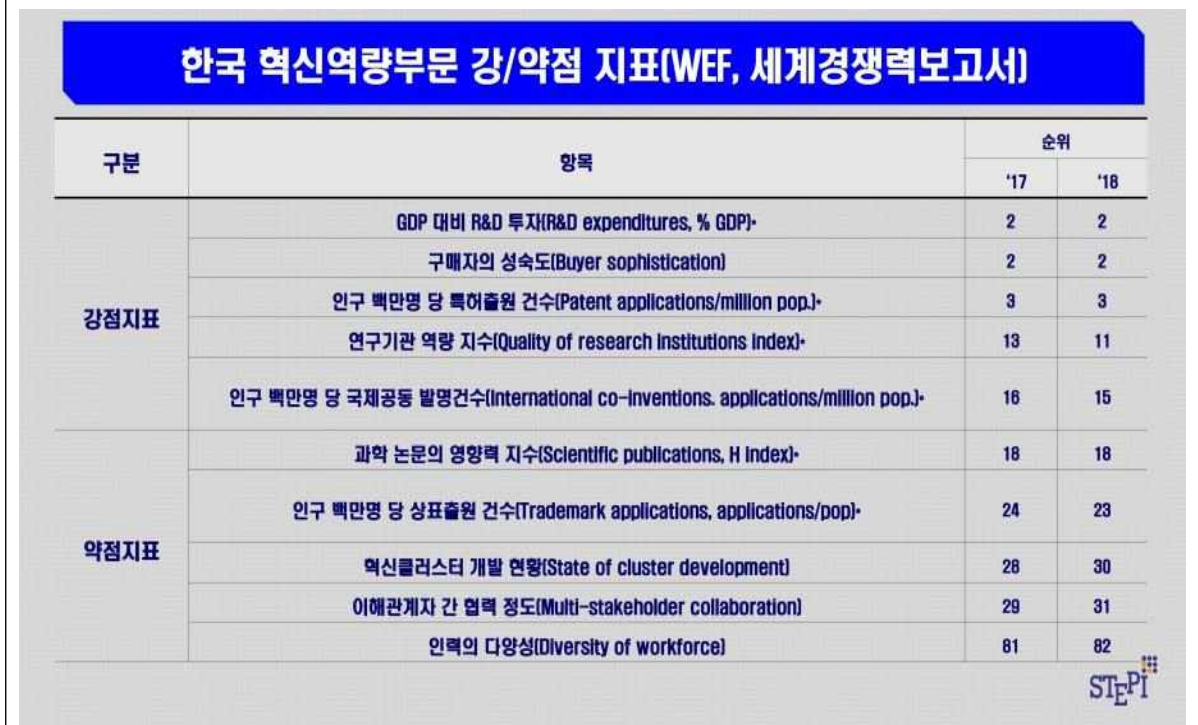 한국 혁신역량부문 강/약점 지표(WEF, 세계경쟁력보고서)
구분 항목 순위
'17 '18
강점지표
GDP 대비 R&D 투자(R&D expenditures, % GDP)* 2 2
구매자의 성숙도(Buyer sophistication) 2 2
인구 백만명 당 특허출원 건수(Patent applications/million pop.)* 3 3
연구기관 역량 지수(Quality of research institutions index)* 13 11
인구 백만명 당 국제공동 발명건수(International co-inventions. applications/million pop.)* 16 15
약점지표
과학 논문의 영향력 지수(Scientific publications, H index)* 18 18
인구 백만명 당 상표출원 건수(Trademark applications, applications/pop)* 24 23
혁신클러스터 개발 현황(State of cluster development) 28 30
이해관계자 간 협력 정도(Multi-stakeholder collaboration) 29 31
인력의 다양성(Diversity of workforce) 81 82
STEPI